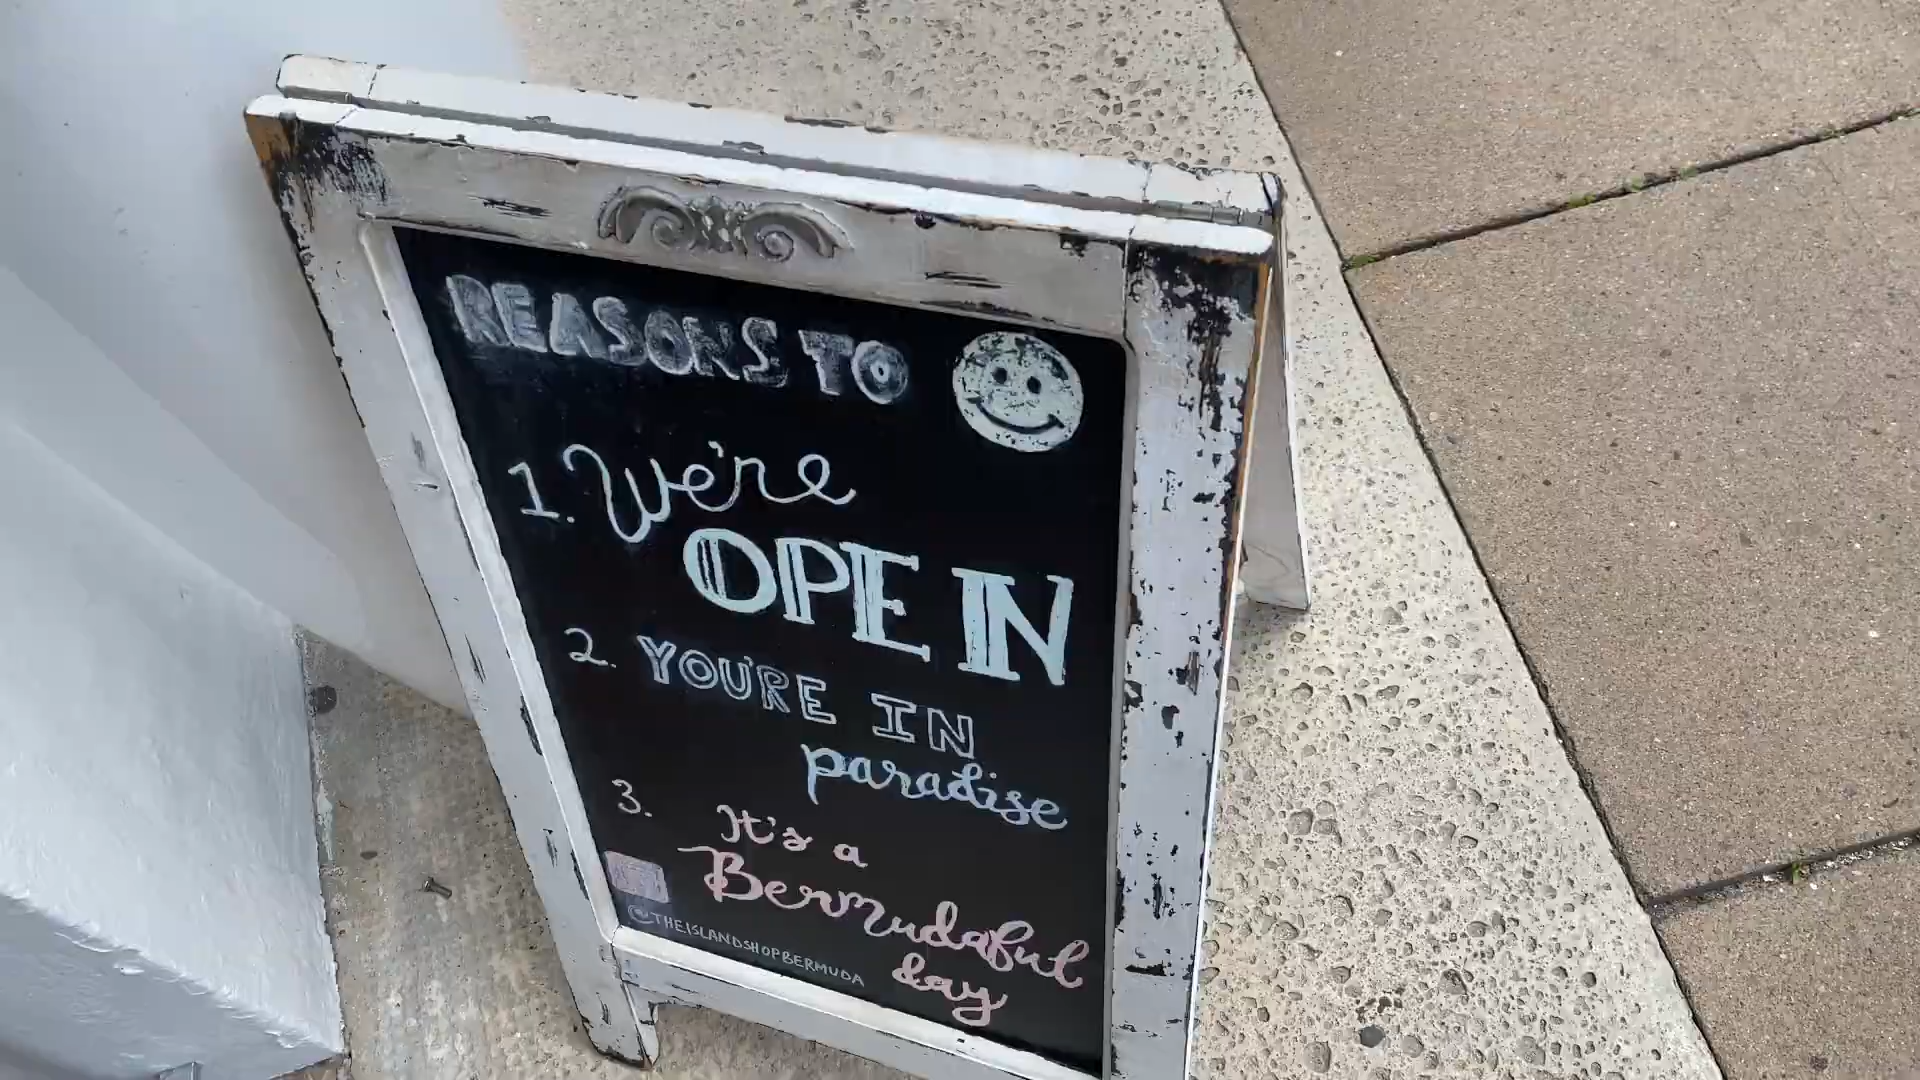 REASONS TO
1. We're
OPEN
2. YOU'RE IN
paradise
3. It's a
Bermudaful
day
@THEISLANDSHOPBERMUDA